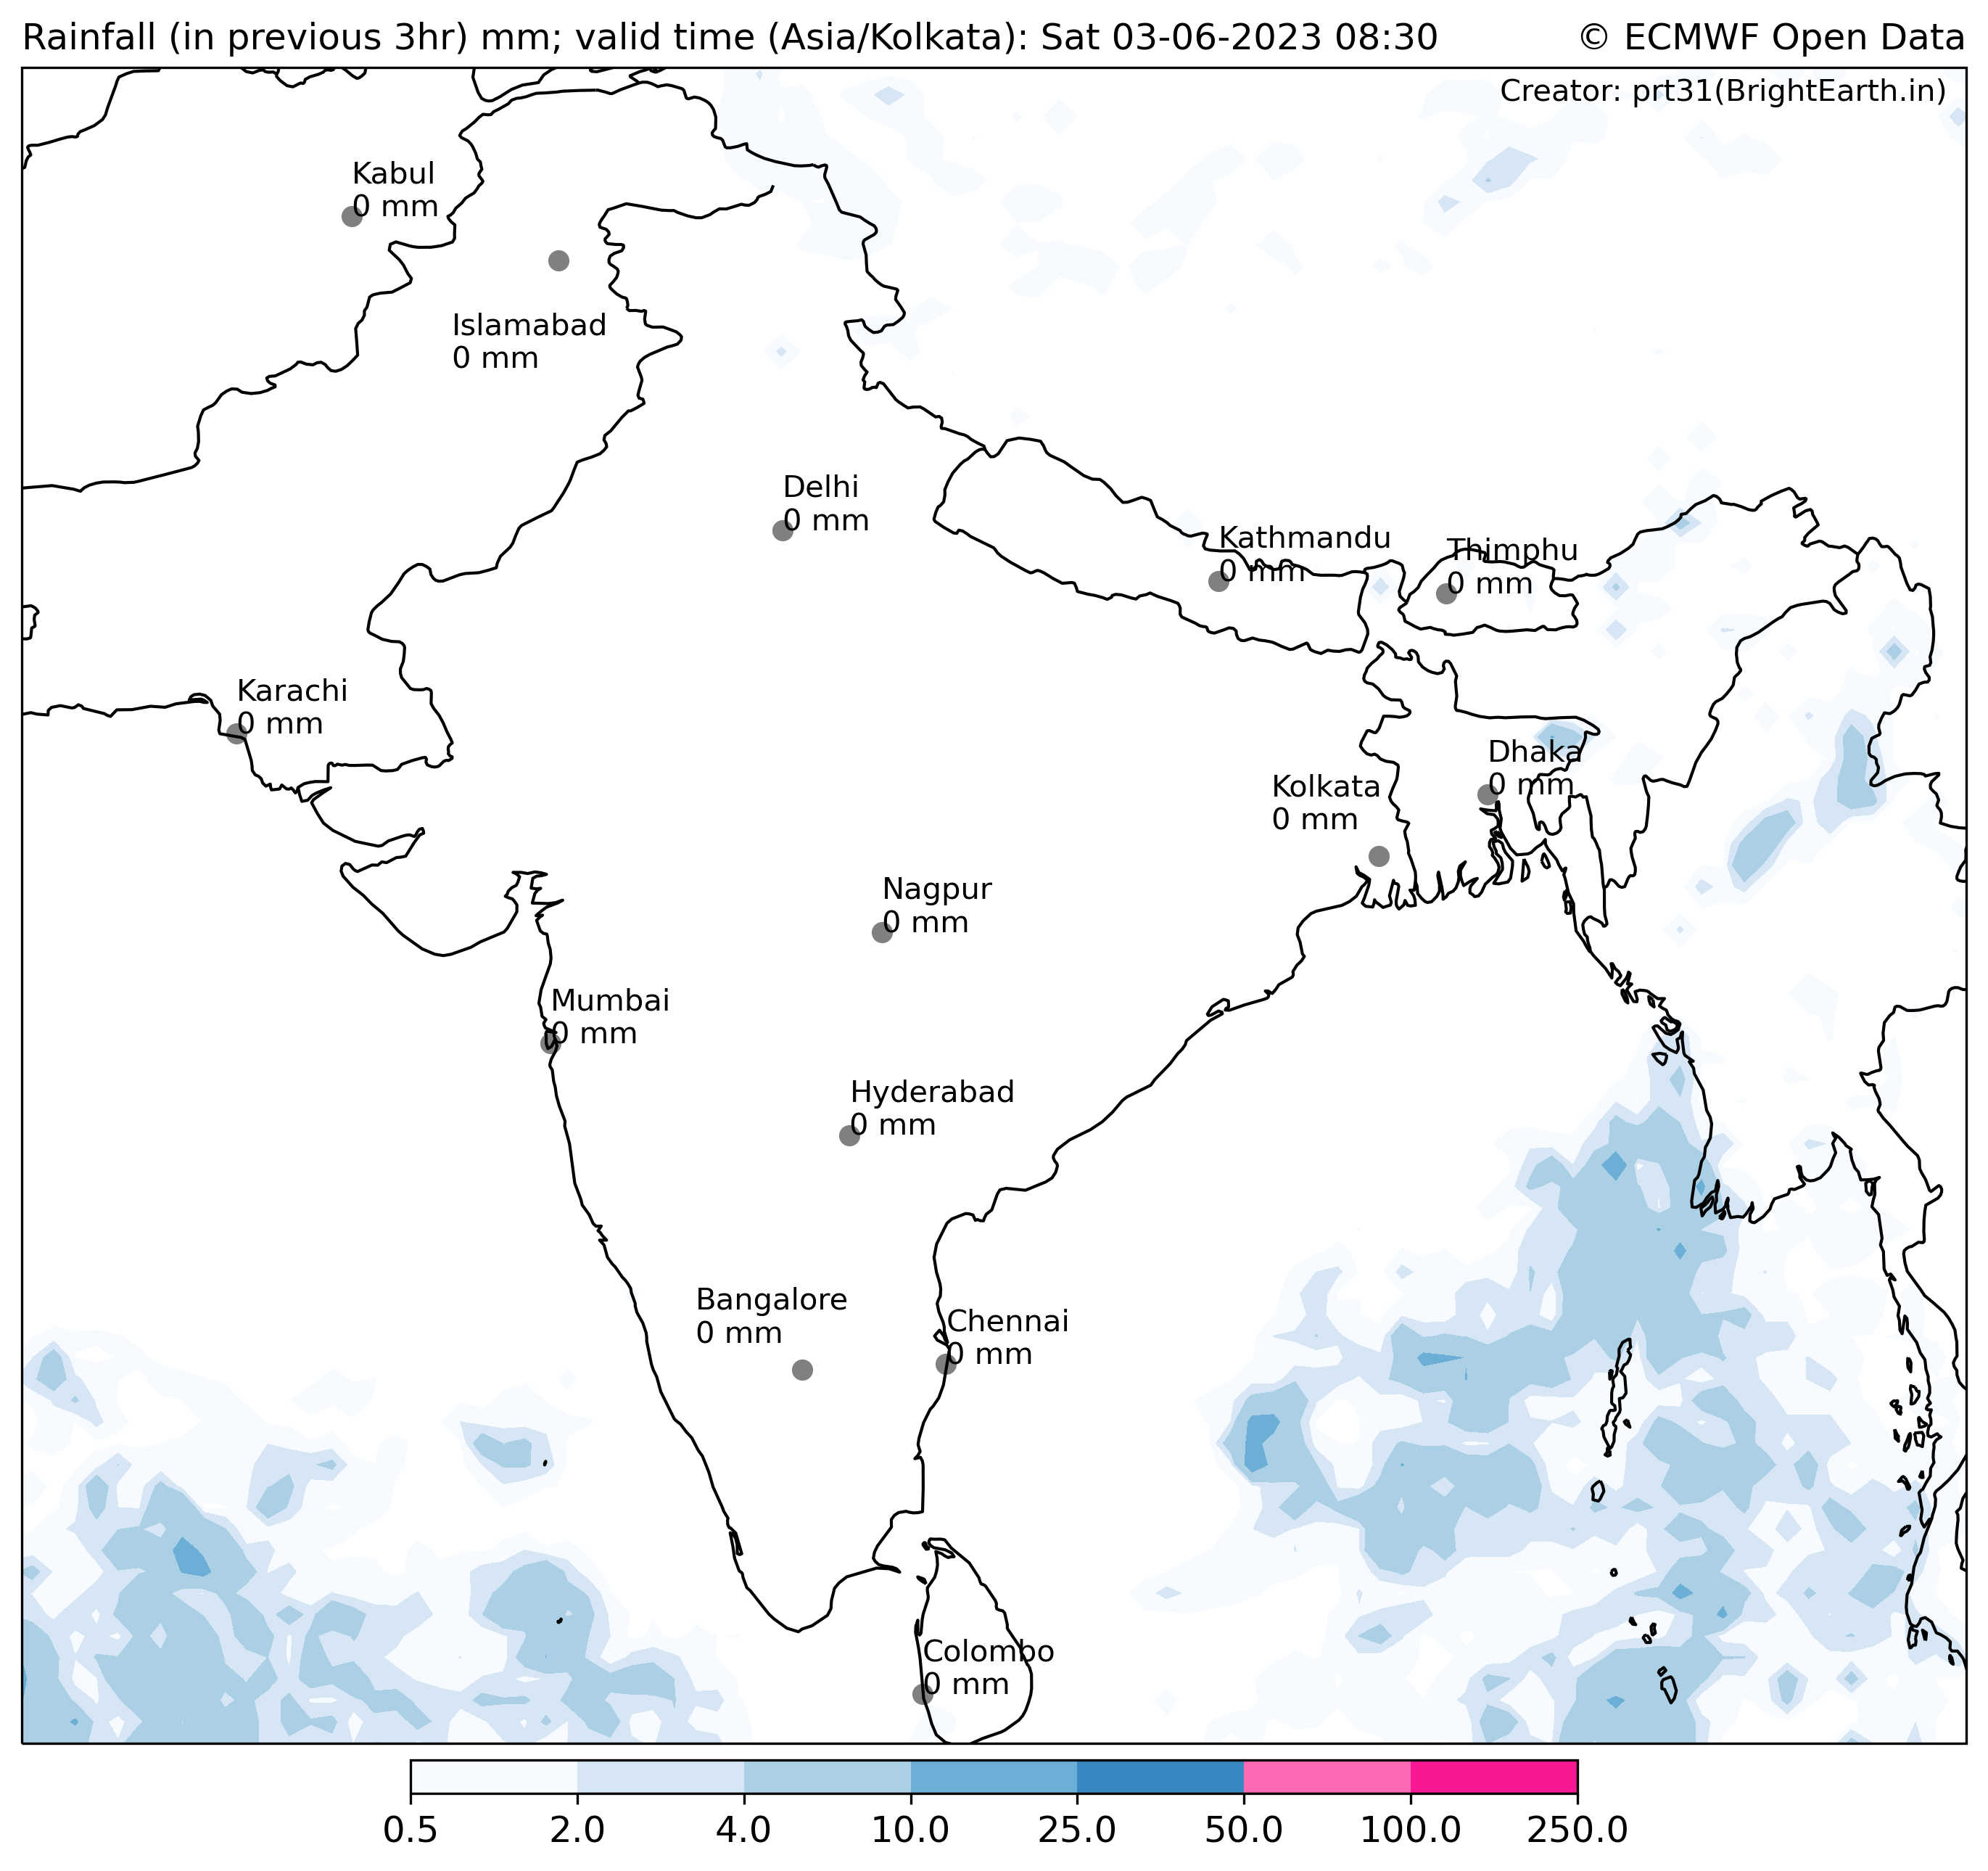 Rainfall (in previous 3hr) mm; valid time (Asia/Kolkata): Sat 03-06-2023 08:30
© ECMWF Open Data
Creator: prt31(BrightEarth.in)
Kabul
0 mm
Islamabad
0 mm
Delhi
0 mm
Kathmandu
0 mm
Thimphu
0 mm
Karachi
0 mm
Dhaka
0 mm
Kolkata
0 mm
Nagpur
0 mm
Mumbai
0 mm
Hyderabad
0 mm
Bangalore
0 mm
Chennai
0 mm
Colombo
0 mm
0.5 2.0 4.0 10.0 25.0 50.0 100.0 250.0